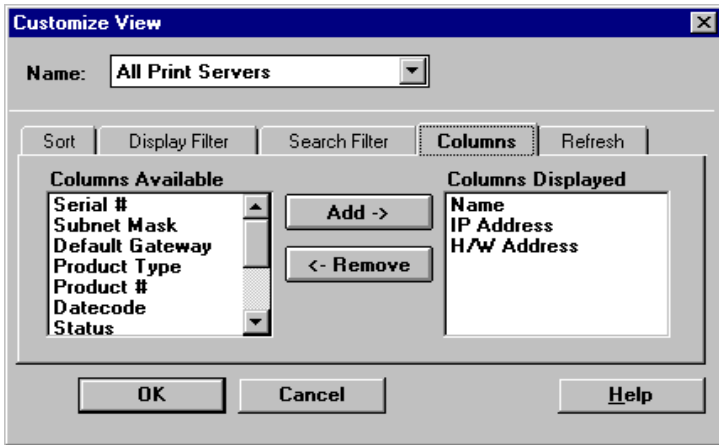 Customize View
Name: All Print Servers
Sort Display Filter Search Filter Columns Refresh
Columns Available
Serial #
Subnet Mask
Default Gateway
Product Type
Product #
Datecode
Status
Add ->
<- Remove
Columns Displayed
Name
IP Address
H/W Address
OK Cancel Help